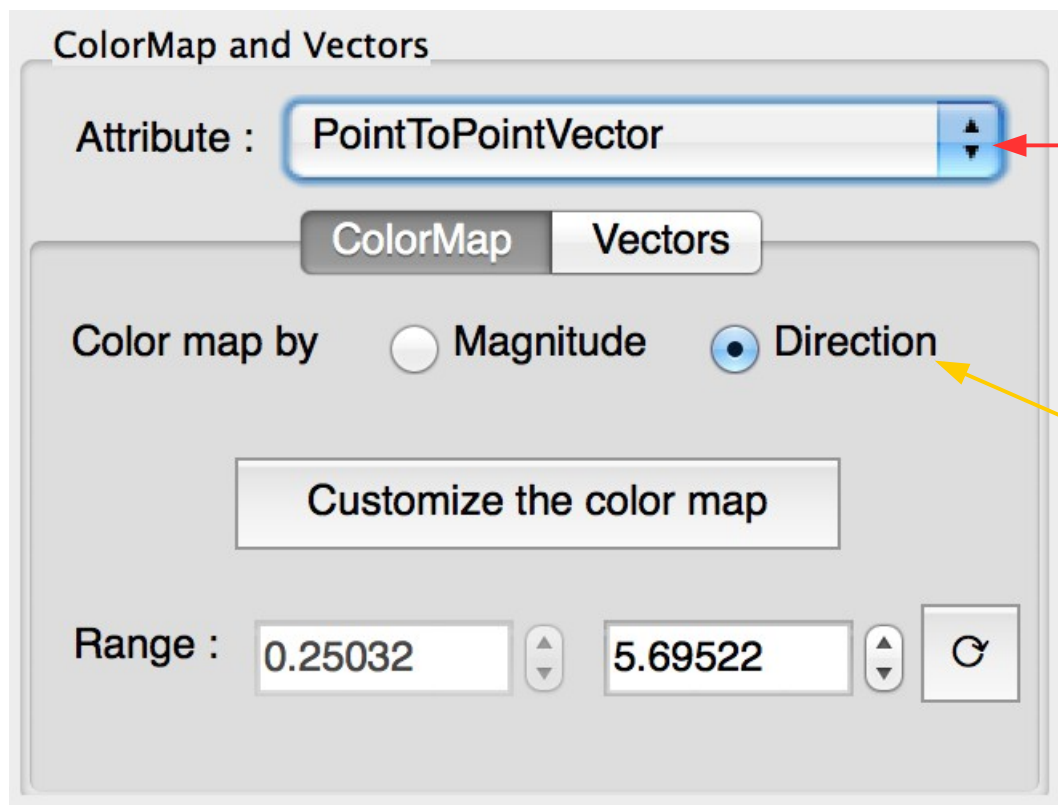 ColorMap and Vectors
Attribute : PointToPointVector
ColorMap Vectors
Color map by Magnitude Direction
Customize the color map
Range : 0.25032 5.69522